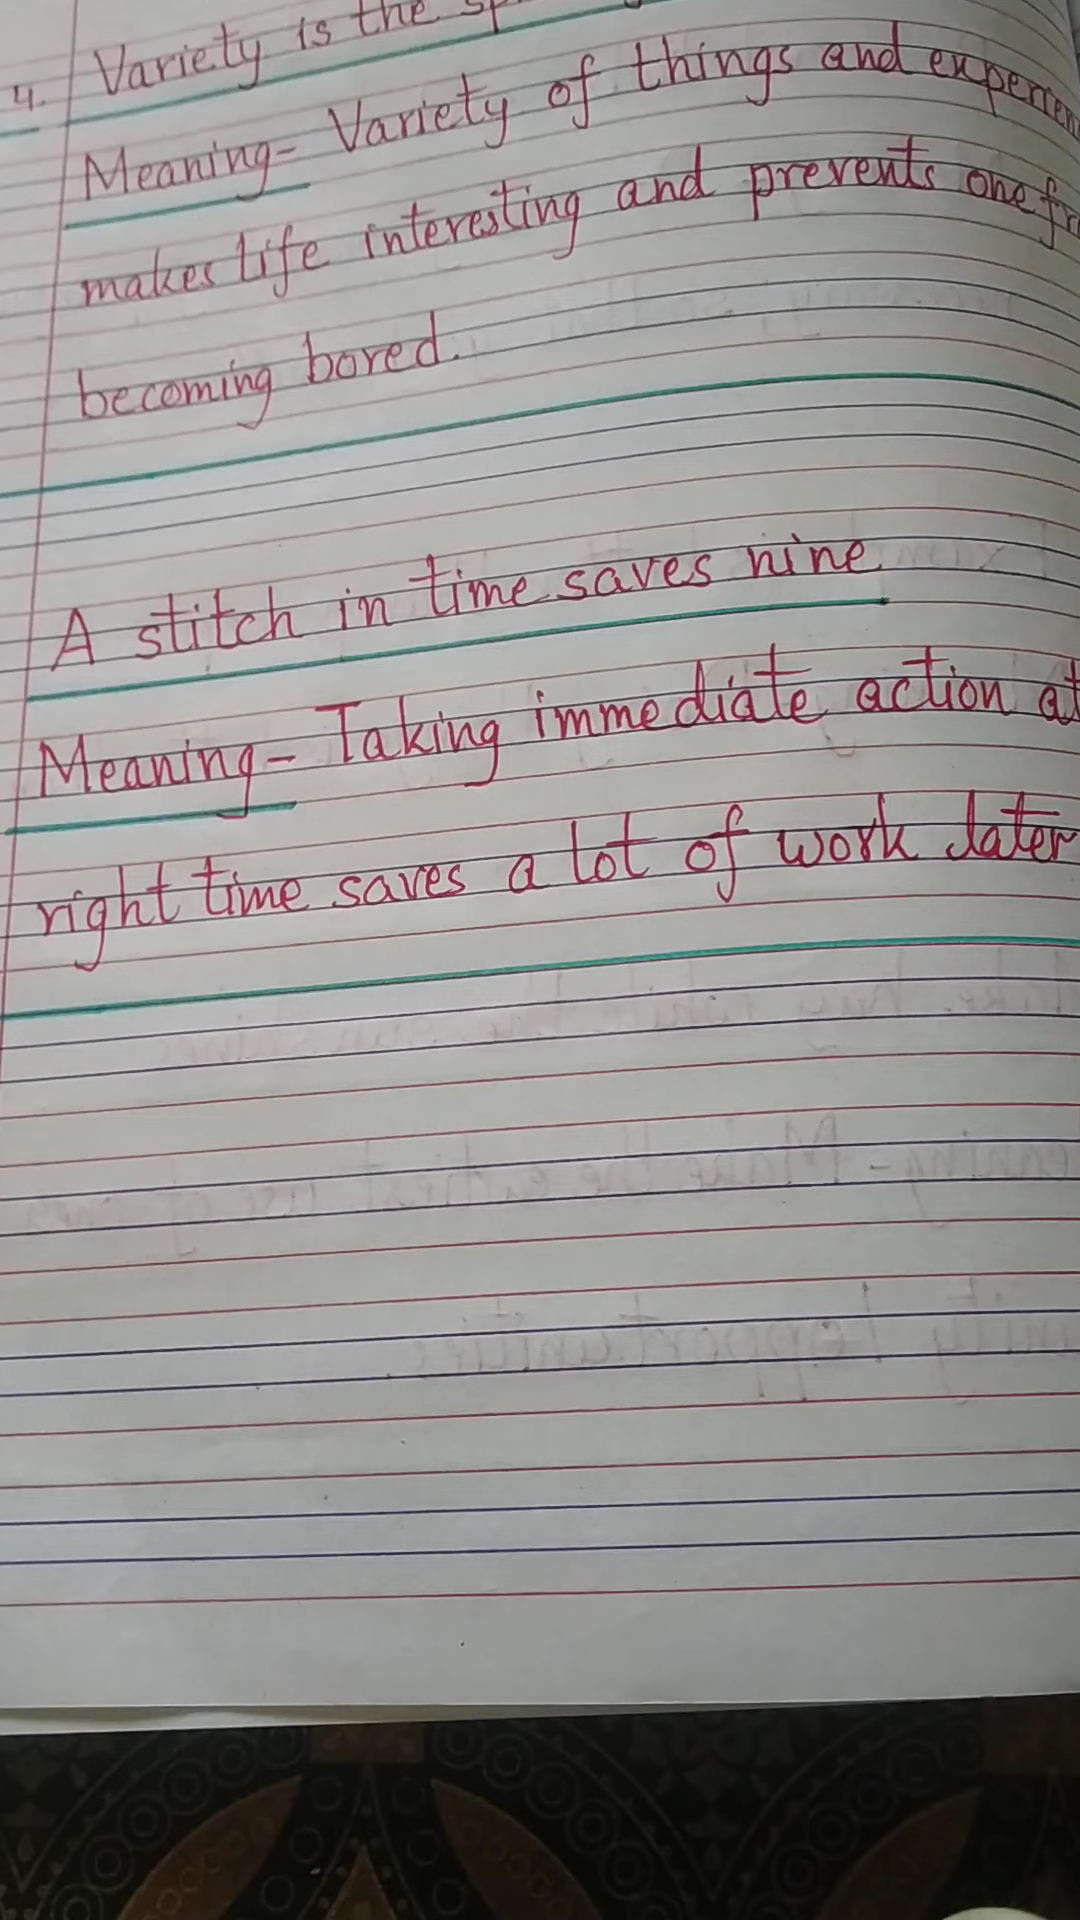 4. Variety is the
Meaning- Variety of things and
makes life interesting and prevents one
becoming bored.
A stitch in time saves nine
Meaning- Taking immediate action at
right time saves a lot of work later